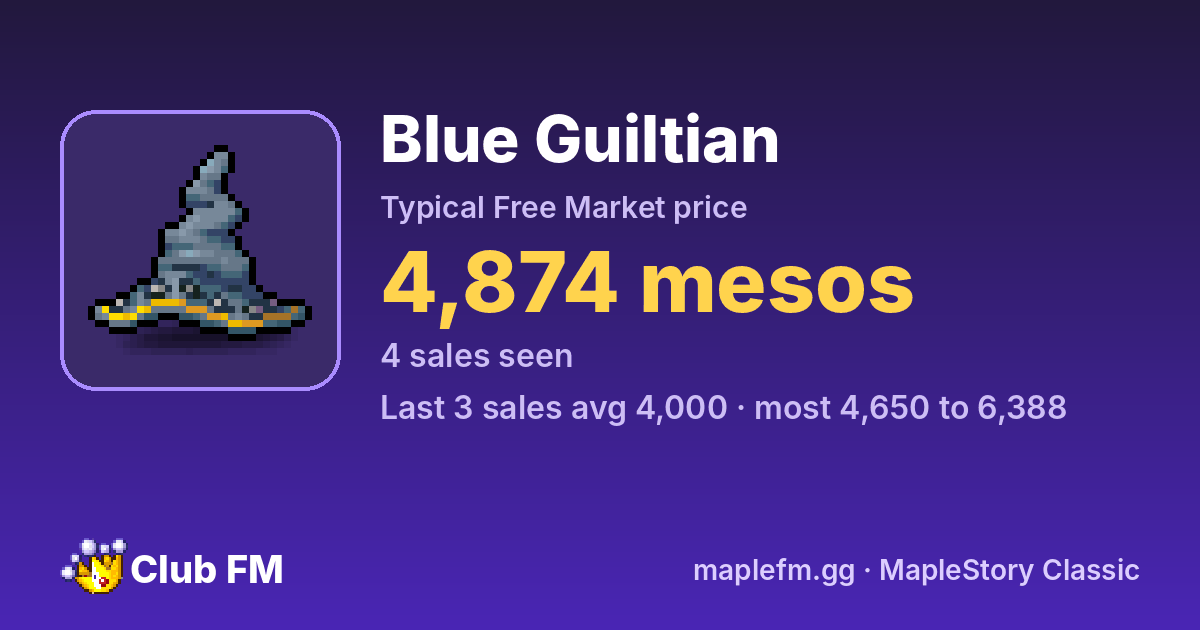 Blue Guiltian
Typical Free Market price
4,874 mesos
4 sales seen
Last 3 sales avg 4,000 · most 4,650 to 6,388
Club FM
maplefm.gg · MapleStory Classic